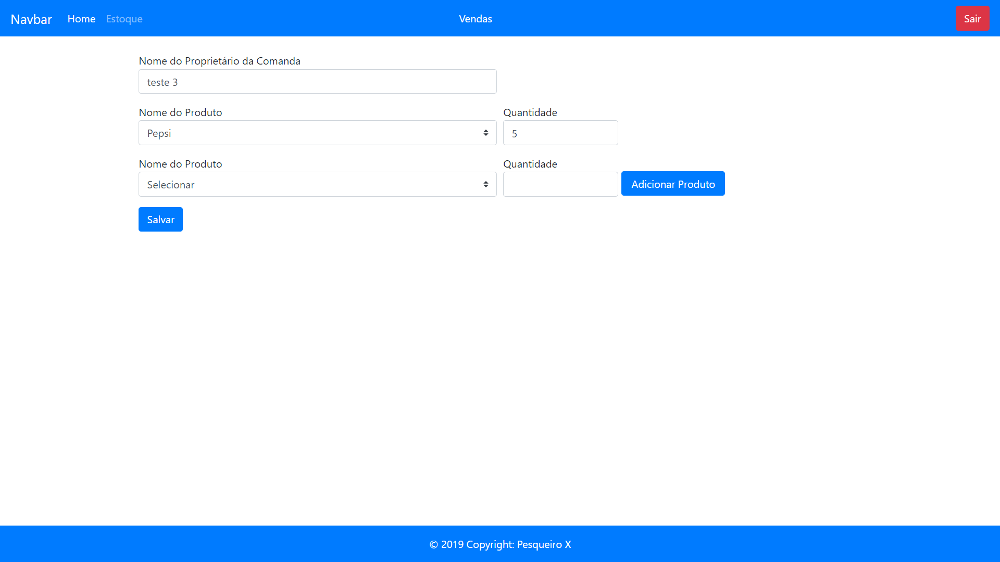 Navbar Home Estoque Vendas Sair
Nome do Proprietário da Comanda
teste 3
Nome do Produto Quantidade
Pepsi 5
Nome do Produto Quantidade
Selecionar Adicionar Produto
Salvar
© 2019 Copyright: Pesqueiro X